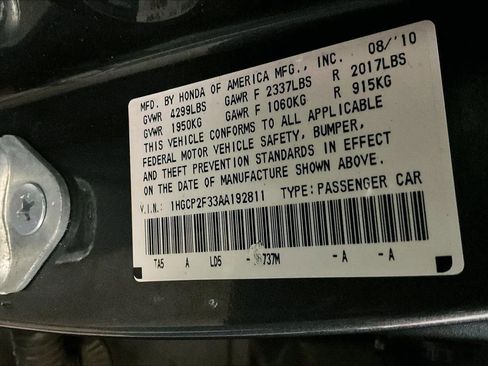 MFD. BY HONDA OF AMERICA MFG., INC. 08/'10
GVWR 4299LBS GAWR F 2337LBS R 2017LBS
GVWR 1950KG GAWR F 1060KG R 915KG
THIS VEHICLE CONFORMS TO ALL APPLICABLE
FEDERAL MOTOR VEHICLE SAFETY, BUMPER,
AND THEFT PREVENTION STANDARDS IN EFFECT
ON THE DATE OF MANUFACTURE SHOWN ABOVE.
V.I.N.: 1HGCP2F33AA192811 TYPE:PASSENGER CAR
TA5 A LD5 - 737M -A -A